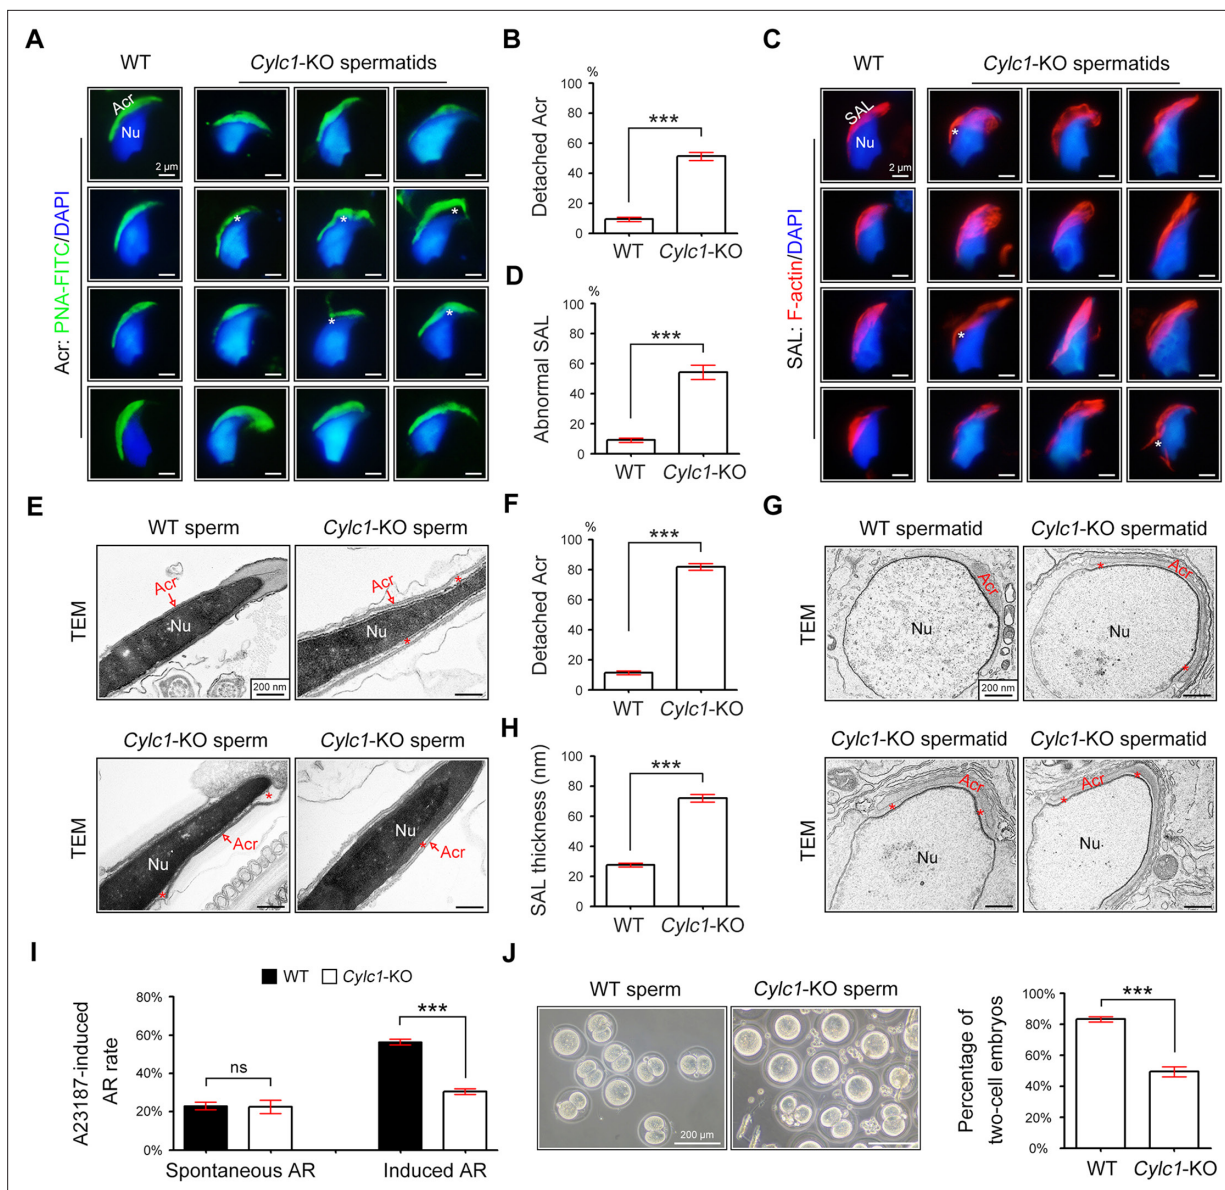 A
WT
Cylc1-KO spermatids
Acr: PNA-FITC/DAPI
Acr
Nu
2 μm
*
*
*
*
*
B
%
Detached Acr
100
80
60
40
20
0
***
WT
Cylc1-KO
C
WT
Cylc1-KO spermatids
SAL: F-actin/DAPI
SAL
Nu
2 μm
*
*
*
D
%
Abnormal SAL
100
80
60
40
20
0
***
WT
Cylc1-KO
E
WT sperm
Cylc1-KO sperm
TEM
Acr
Nu
200 nm
Acr
Nu
*
*
Cylc1-KO sperm
Cylc1-KO sperm
TEM
Nu
Acr
*
*
Nu
Acr
*
F
%
Detached Acr
100
80
60
40
20
0
***
WT
Cylc1-KO
G
WT spermatid
Cylc1-KO spermatid
TEM
Acr
Nu
200 nm
Acr
Nu
*
*
Cylc1-KO spermatid
Cylc1-KO spermatid
TEM
Acr
Nu
*
*
Acr
Nu
*
*
H
SAL thickness (nm)
100
80
60
40
20
0
***
WT
Cylc1-KO
I
WT
Cylc1-KO
A23187-induced
AR rate
80%
60%
40%
20%
0%
ns
***
Spontaneous AR
Induced AR
J
WT sperm
Cylc1-KO sperm
200 μm
Percentage of
two-cell embryos
100%
80%
60%
40%
20%
0%
***
WT
Cylc1-KO